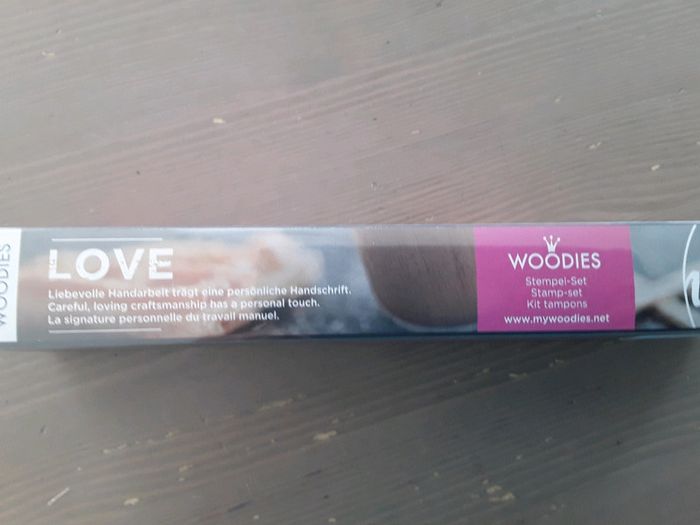 WOODIES
LOVE
Liebevolle Handarbeit trägt eine persönliche Handschrift.
Careful, loving craftsmanship has a personal touch.
La signature personnelle du travail manuel.
WOODIES
Stempel-Set
Stamp-set
Kit tampons
www.mywoodies.net